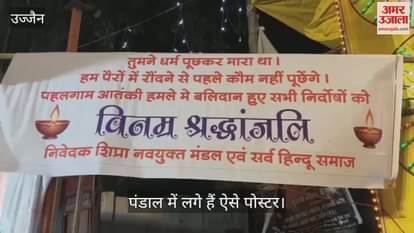 उज्जैन
अमर उजाला
amarujala.com
तुमने धर्म पूछकर मारा था ।
हम पैरों में रौंदने से पहले कौम नहीं पूछेंगे ।
पहलगाम आतंकी हमले मे बलिदान हुए सभी निर्दोषों को
विनम्र श्रद्धांजलि
निवेदक शिप्रा नवयुक्त मंडल एवं सर्व हिन्दू समाज
पंडाल में लगे हैं ऐसे पोस्टर।